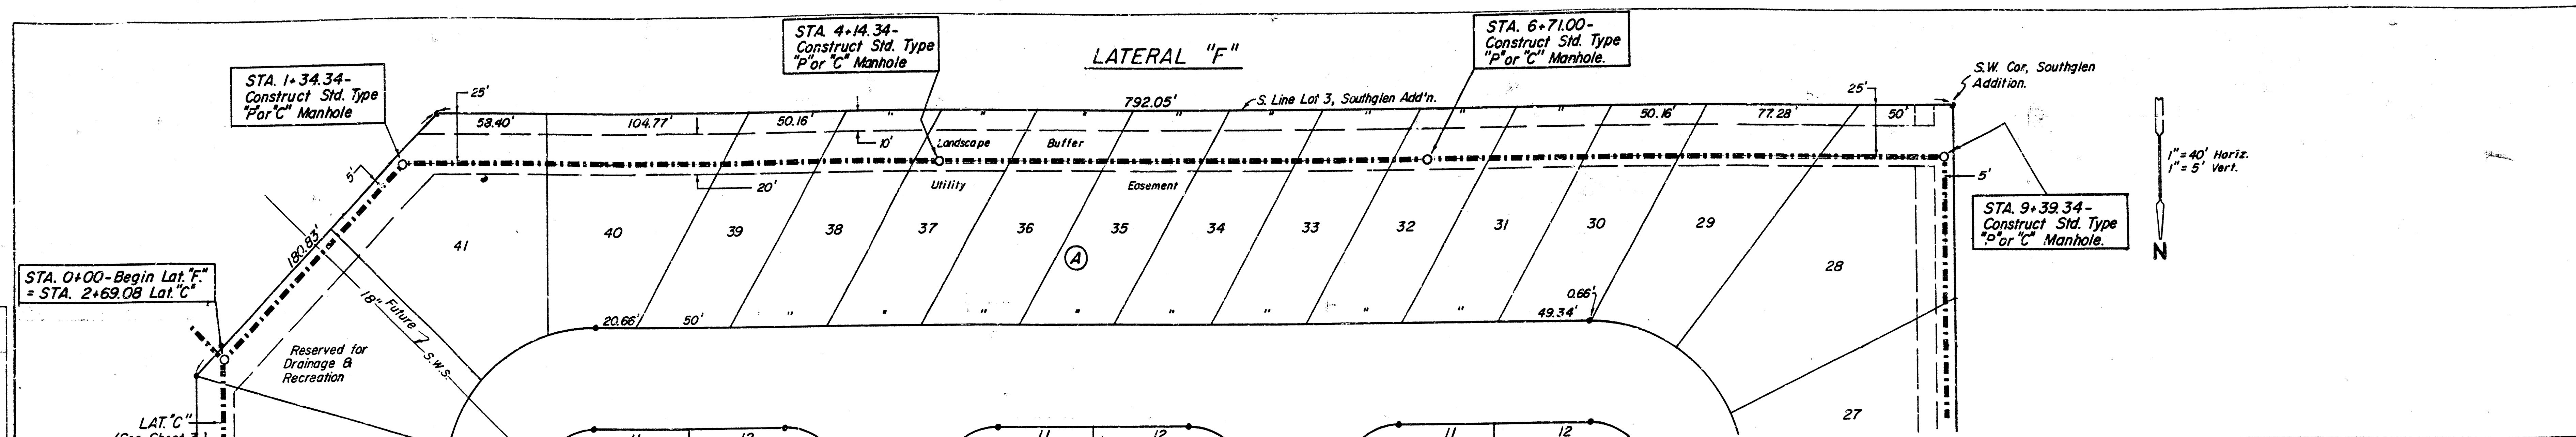 LATERAL "F"
STA. 1+34.34-
Construct Std. Type
"P" or "C" Manhole
STA. 4+14.34-
Construct Std. Type
"P" or "C" Manhole
STA. 6+71.00-
Construct Std. Type
"P" or "C" Manhole.
S.W. Cor, Southglen
Addition.
25'
792.05'
S. Line Lot 3, Southglen Add'n.
25'
58.40'
104.77'
50.16'
" " " " " " " "
50.16'
77.28'
50'
10'
Landscape Buffer
1"= 40' Horiz.
1"= 5' Vert.
5'
20'
Utility Easement
5'
STA. 9+39.34-
Construct Std. Type
"P" or "C" Manhole.
N
180.83'
41
40
39
38
37
36
35
34
33
32
31
30
29
28
A
STA. 0+00-Begin Lat. "F."
= STA. 2+69.08 Lat. "C"
18" Future
S.W.S.
0.66'
20.66'
50'
" " " " " " " "
49.34'
Reserved for
Drainage &
Recreation
27
LAT. "C"
(See Sheet 3)
11
12
11
12
11
12